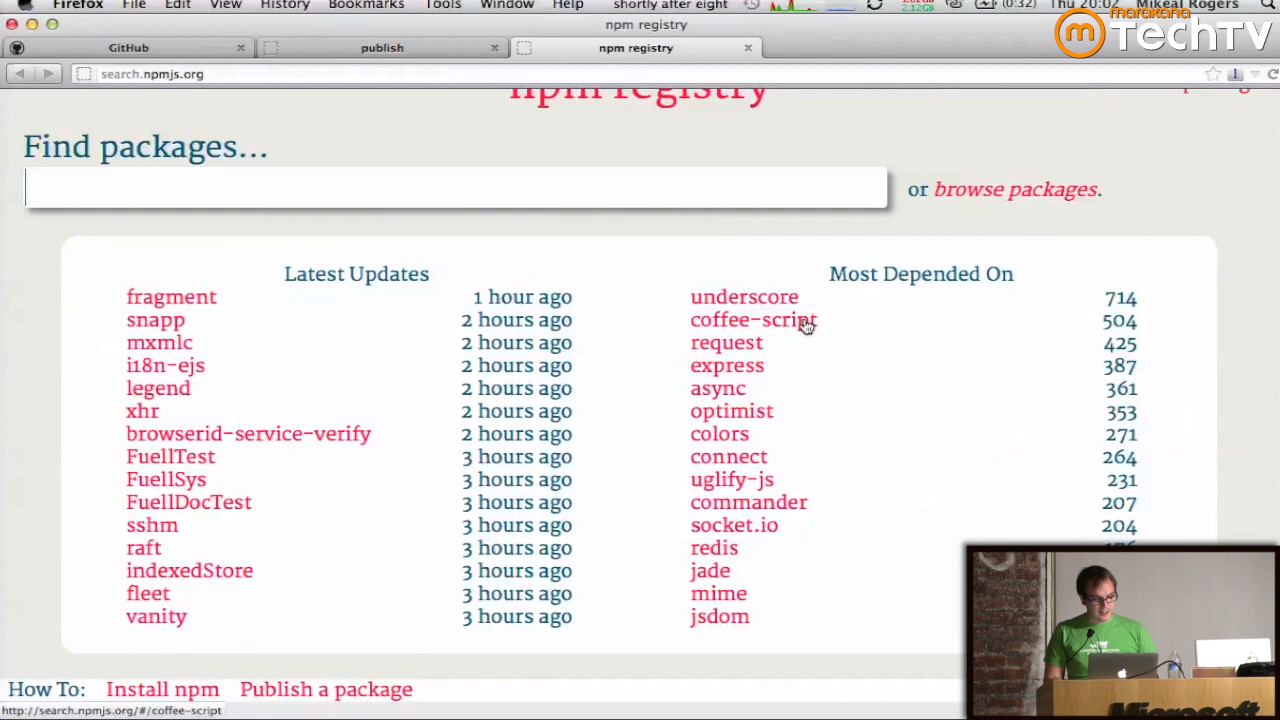 Firefox File Edit View History Bookmarks Tools Window Help shortly after eight (0:32) Thu 20:02 Mikeal Rogers
npm registry
marakana
TechTV
GitHub publish npm registry
search.npmjs.org
npm registry
Find packages...
or browse packages.
Latest Updates Most Depended On
fragment 1 hour ago underscore 714
snapp 2 hours ago coffee-script 504
mxmlc 2 hours ago request 425
i18n-ejs 2 hours ago express 387
legend 2 hours ago async 361
xhr 2 hours ago optimist 353
browserid-service-verify 2 hours ago colors 271
FuellTest 3 hours ago connect 264
FuellSys 3 hours ago uglify-js 231
FuellDocTest 3 hours ago commander 207
sshm 3 hours ago socket.io 204
raft 3 hours ago redis
indexedStore 3 hours ago jade
fleet 3 hours ago mime
vanity 3 hours ago jsdom
How To: Install npm Publish a package
http://search.npmjs.org/#/coffee-script
Microsoft